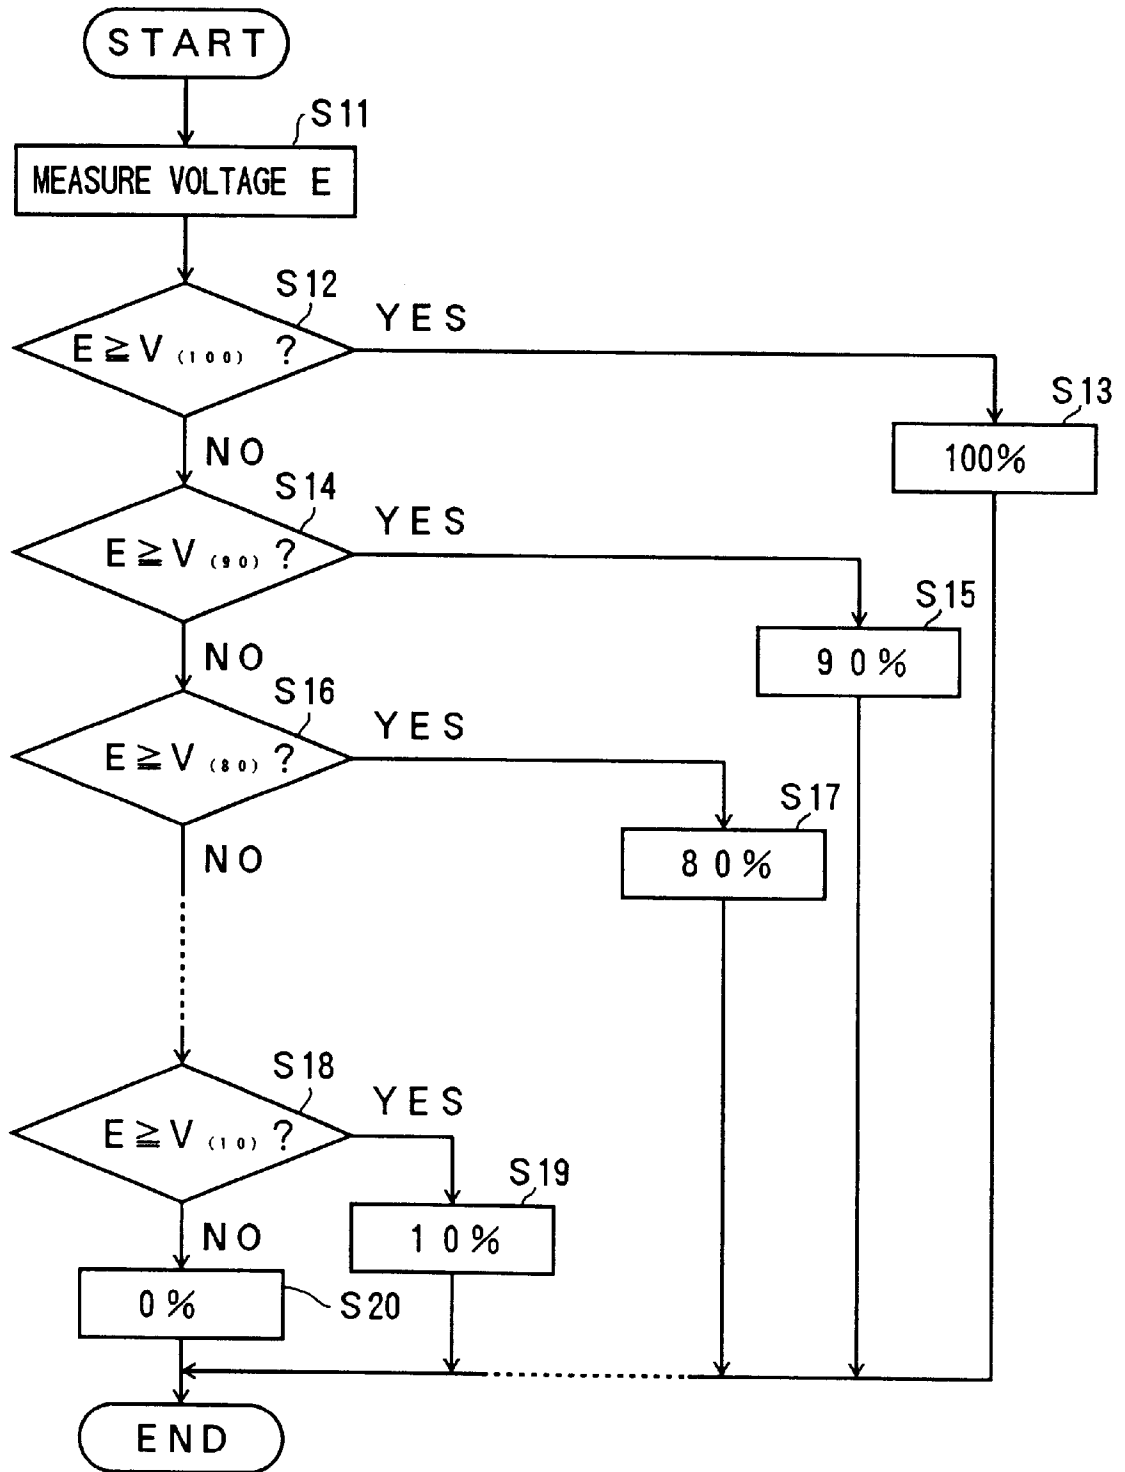 START
S11
MEASURE VOLTAGE E
S12
E≧V(100) ?
YES
S13
100%
NO
S14
E≧V(90) ?
YES
S15
90%
NO
S16
E≧V(80) ?
YES
S17
80%
NO
S18
E≧V(10) ?
YES
S19
10%
NO
0%
S20
END